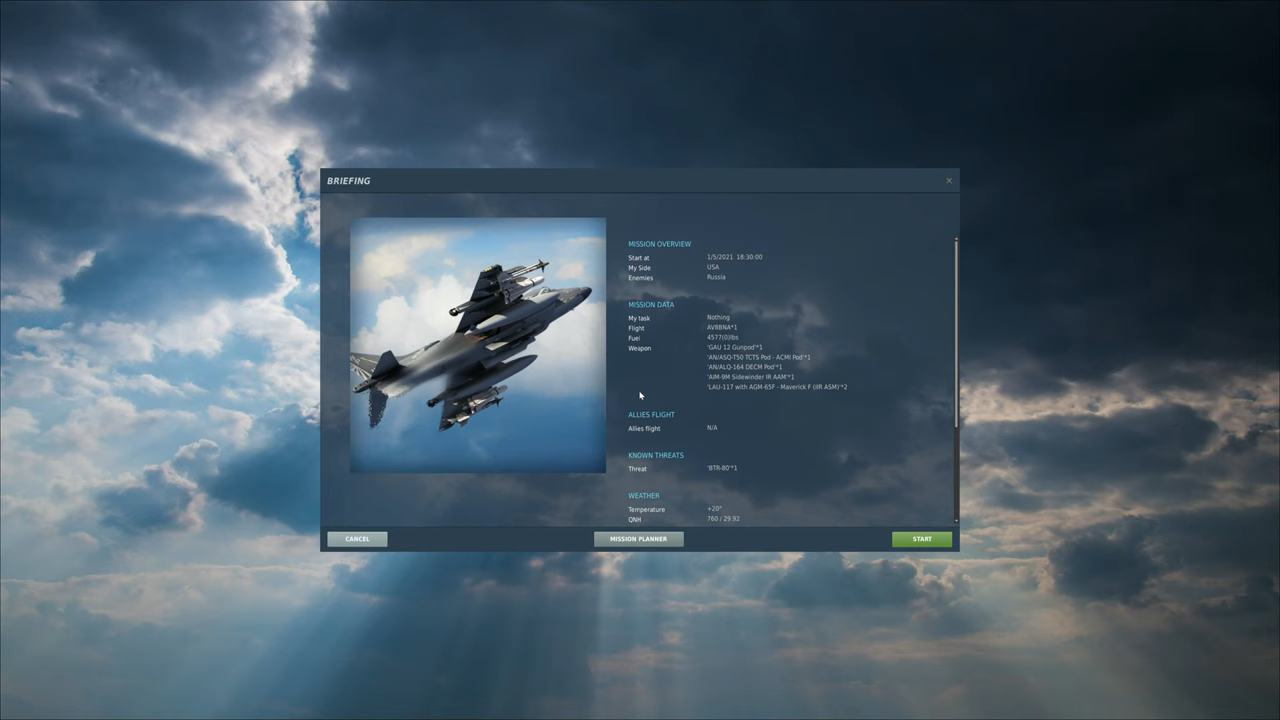 BRIEFING
MISSION OVERVIEW
Start at 1/5/2021 18:30:00
My Side USA
Enemies Russia
MISSION DATA
My task Nothing
Flight AV8BNA*1
Fuel 4577(0)lbs
Weapon 'GAU 12 Gunpod'*1
'AN/ASQ-T50 TCTS Pod - ACMI Pod'*1
'AN/ALQ-164 DECM Pod'*1
'AIM-9M Sidewinder IR AAM'*1
'LAU-117 with AGM-65F - Maverick F (IIR ASM)'*2
ALLIES FLIGHT
Allies flight N/A
KNOWN THREATS
Threat 'BTR-80'*1
WEATHER
Temperature +20°
QNH 760 / 29.92
CANCEL MISSION PLANNER START